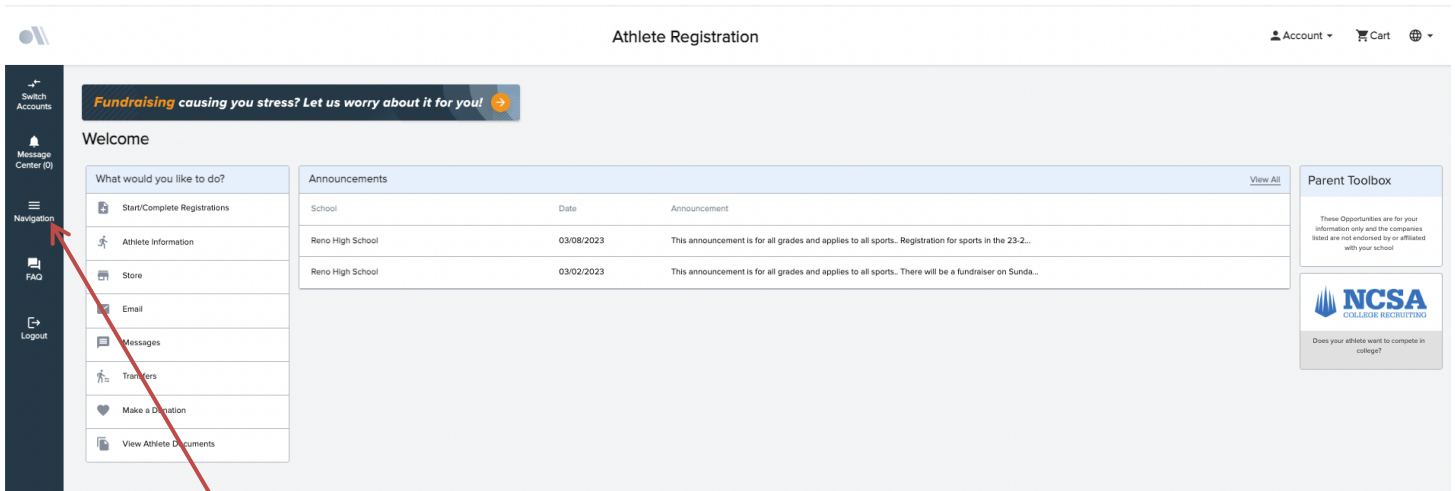 Athlete Registration
Account
Cart
Switch
Accounts
Message
Center (0)
Navigation
FAQ
Logout
Fundraising causing you stress? Let us worry about it for you!
Welcome
What would you like to do?
Start/Complete Registrations
Athlete Information
Store
Email
Messages
Transfers
Make a Donation
View Athlete Documents
Announcements
View All
School Date Announcement
Reno High School 03/08/2023 This announcement is for all grades and applies to all sports.. Registration for sports in the 23-2...
Reno High School 03/02/2023 This announcement is for all grades and applies to all sports.. There will be a fundraiser on Sunda...
Parent Toolbox
These Opportunities are for your
information only and the companies
listed are not endorsed by or affiliated
with your school
NCSA
COLLEGE RECRUITING
Does your athlete want to compete in
college?